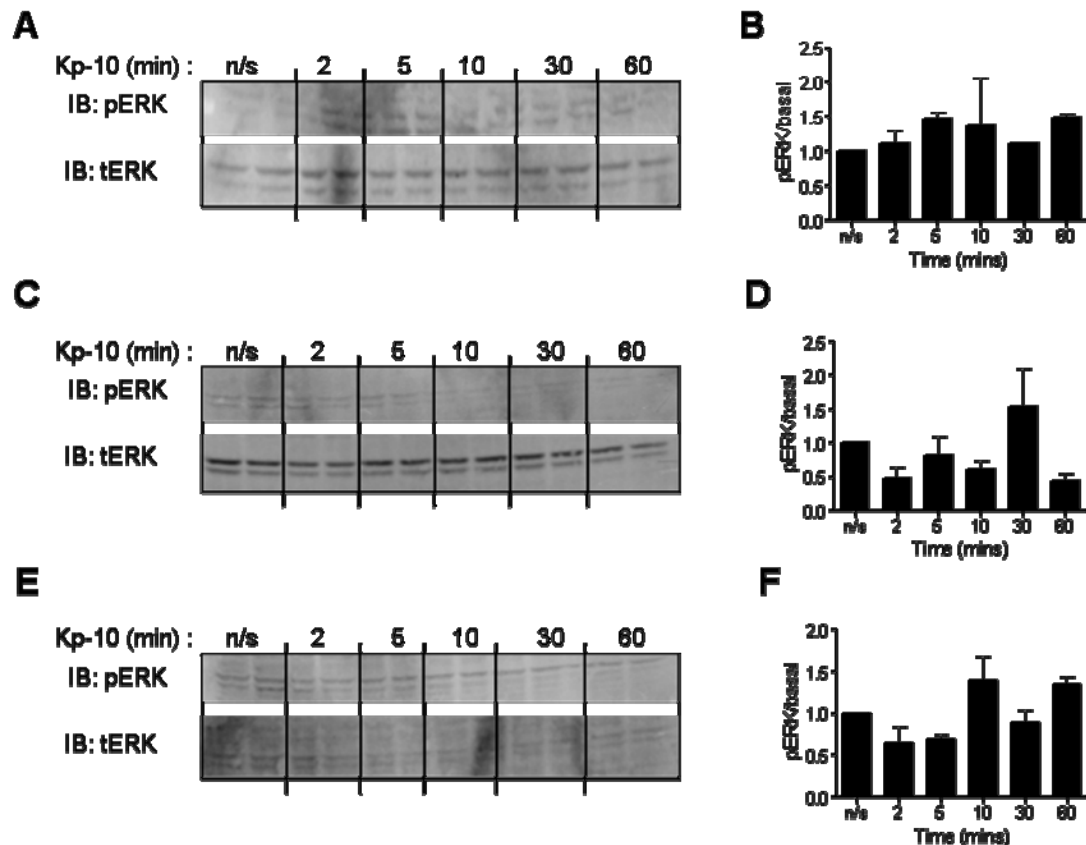 A
Kp-10 (min) : n/s 2 5 10 30 60
IB: pERK
IB: tERK
B
pERK/basal
2.5
2.0
1.5
1.0
0.5
0.0
n/s 2 5 10 30 60
Time (mins)
C
Kp-10 (min) : n/s 2 5 10 30 60
IB: pERK
IB: tERK
D
pERK/basal
2.5
2.0
1.5
1.0
0.5
0.0
n/s 2 5 10 30 60
Time (mins)
E
Kp-10 (min) : n/s 2 5 10 30 60
IB: pERK
IB: tERK
F
pERK/basal
2.0
1.5
1.0
0.5
0.0
n/s 2 5 10 30 60
Time (mins)